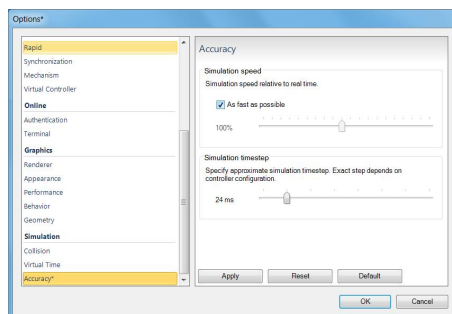 Options*
Rapid
Synchronization
Mechanism
Virtual Controller
Online
Authentication
Terminal
Graphics
Renderer
Appearance
Performance
Behavior
Geometry
Simulation
Collision
Virtual Time
Accuracy*
Accuracy
Simulation speed
Simulation speed relative to real time.
As fast as possible
100%
Simulation timestep
Specify approximate simulation timestep. Exact step depends on
controller configuration.
24 ms
Apply
Reset
Default
OK
Cancel